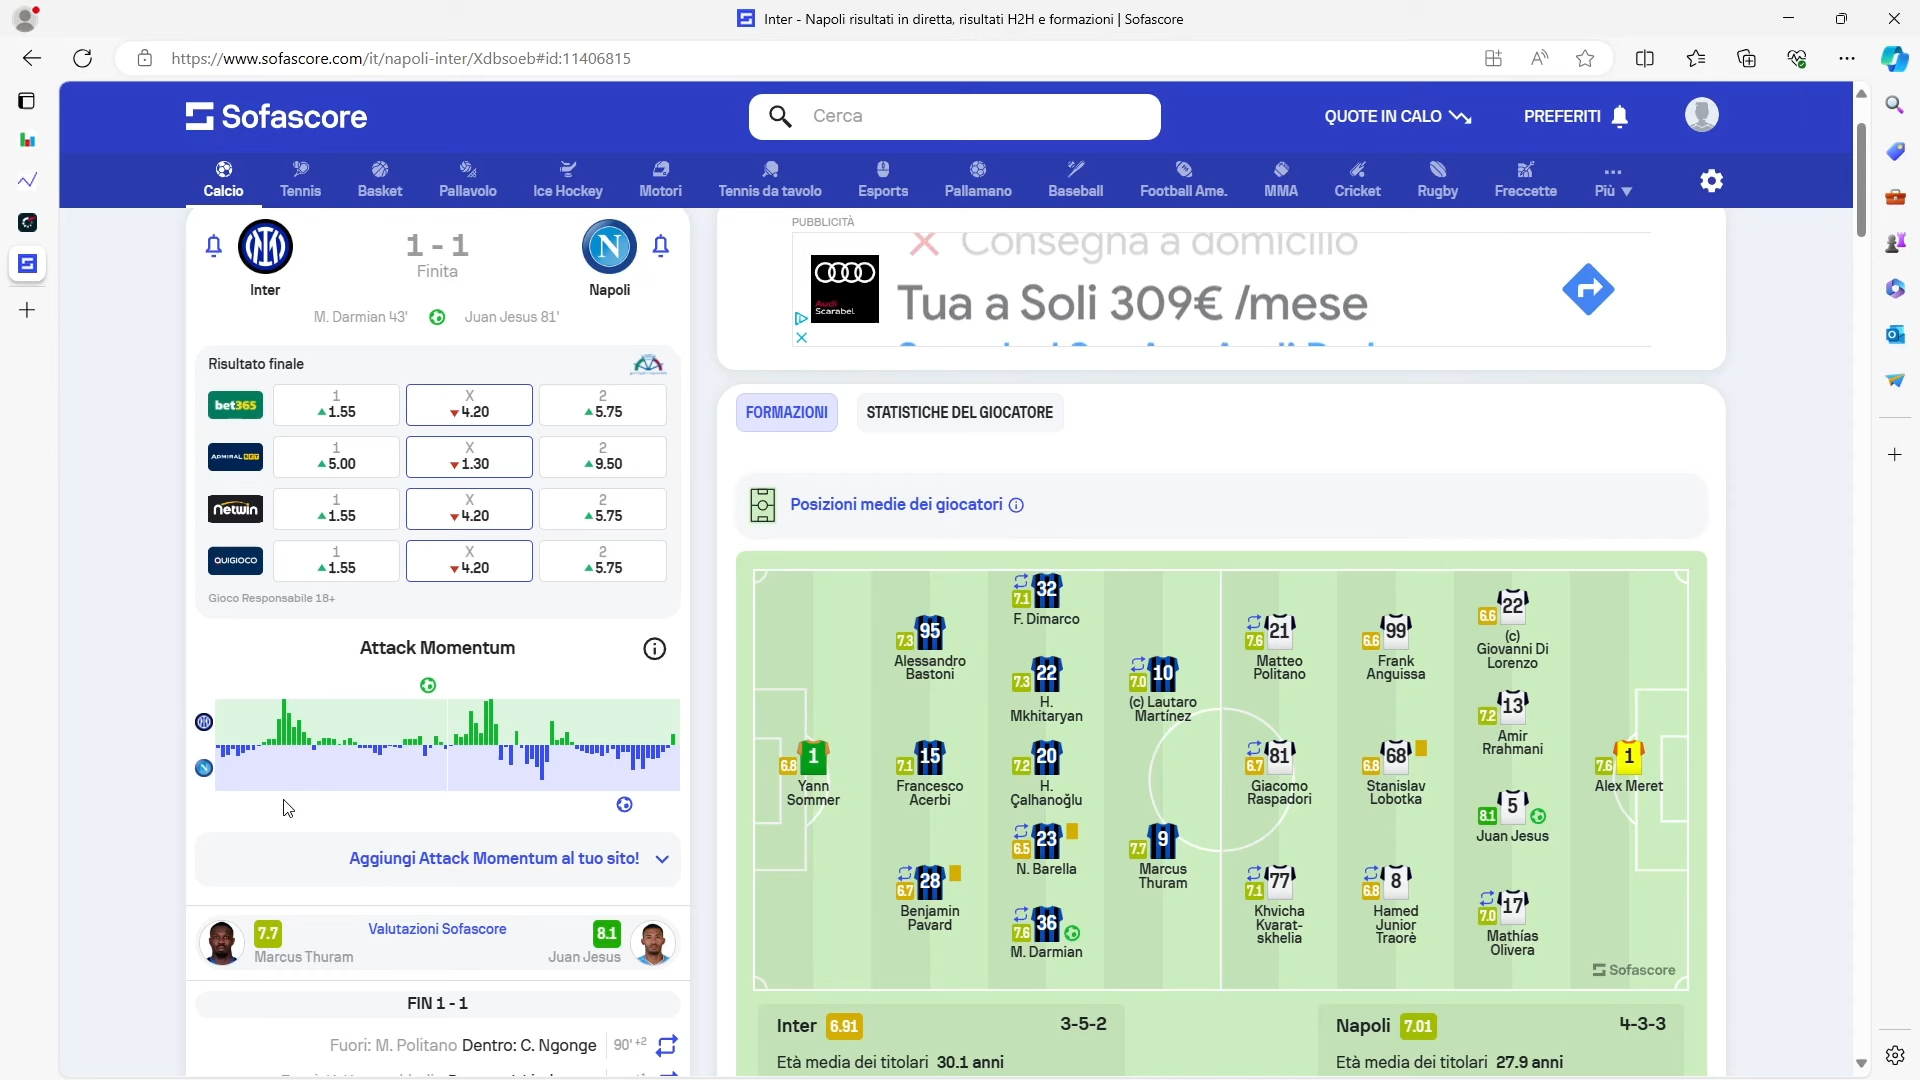 Inter - Napoli risultati in diretta, risultati H2H e formazioni | Sofascore
https://www.sofascore.com/it/napoli-inter/Xdbsoeb#id:11406815
Sofascore
Cerca
QUOTE IN CALO
PREFERITI
Calcio
Tennis
Basket
Pallavolo
Ice Hockey
Motori
Tennis da tavolo
Esports
Pallamano
Baseball
Football Ame.
MMA
Cricket
Rugby
Freccette
Più
1 - 1
Finita
Inter
Napoli
M. Darmian 43'
Juan Jesus 81'
Risultato finale
bet365
1
1.55
X
4.20
2
5.75
ADMIRAL BET
1
5.00
X
1.30
2
9.50
netwin
1
1.55
X
4.20
2
5.75
QUIGIOCO
1
1.55
X
4.20
2
5.75
Gioco Responsabile 18+
Attack Momentum
Aggiungi Attack Momentum al tuo sito!
7.7
Marcus Thuram
Valutazioni Sofascore
8.1
Juan Jesus
FIN 1 - 1
Fuori: M. Politano Dentro: C. Ngonge
90'+2
PUBBLICITÀ
Audi
Scarabel
Consegna a domicilio
Tua a Soli 309€ /mese
FORMAZIONI
STATISTICHE DEL GIOCATORE
Posizioni medie dei giocatori
1
6.8
Yann
Sommer
95
7.3
Alessandro
Bastoni
15
7.1
Francesco
Acerbi
28
6.7
Benjamin
Pavard
32
7.1
F. Dimarco
22
7.3
H.
Mkhitaryan
20
7.2
H.
Çalhanoğlu
23
6.5
N. Barella
36
7.6
M. Darmian
10
7.0
(c) Lautaro
Martínez
9
7.7
Marcus
Thuram
21
7.6
Matteo
Politano
81
6.7
Giacomo
Raspadori
77
7.1
Khvicha
Kvarat-
skhelia
99
6.6
Frank
Anguissa
68
6.8
Stanislav
Lobotka
8
6.8
Hamed
Junior
Traorè
22
6.6
(c)
Giovanni Di
Lorenzo
13
7.2
Amir
Rrahmani
5
8.1
Juan Jesus
17
7.0
Mathías
Olivera
1
7.6
Alex Meret
Sofascore
Inter 6.91
3-5-2
Età media dei titolari 30.1 anni
Napoli 7.01
4-3-3
Età media dei titolari 27.9 anni